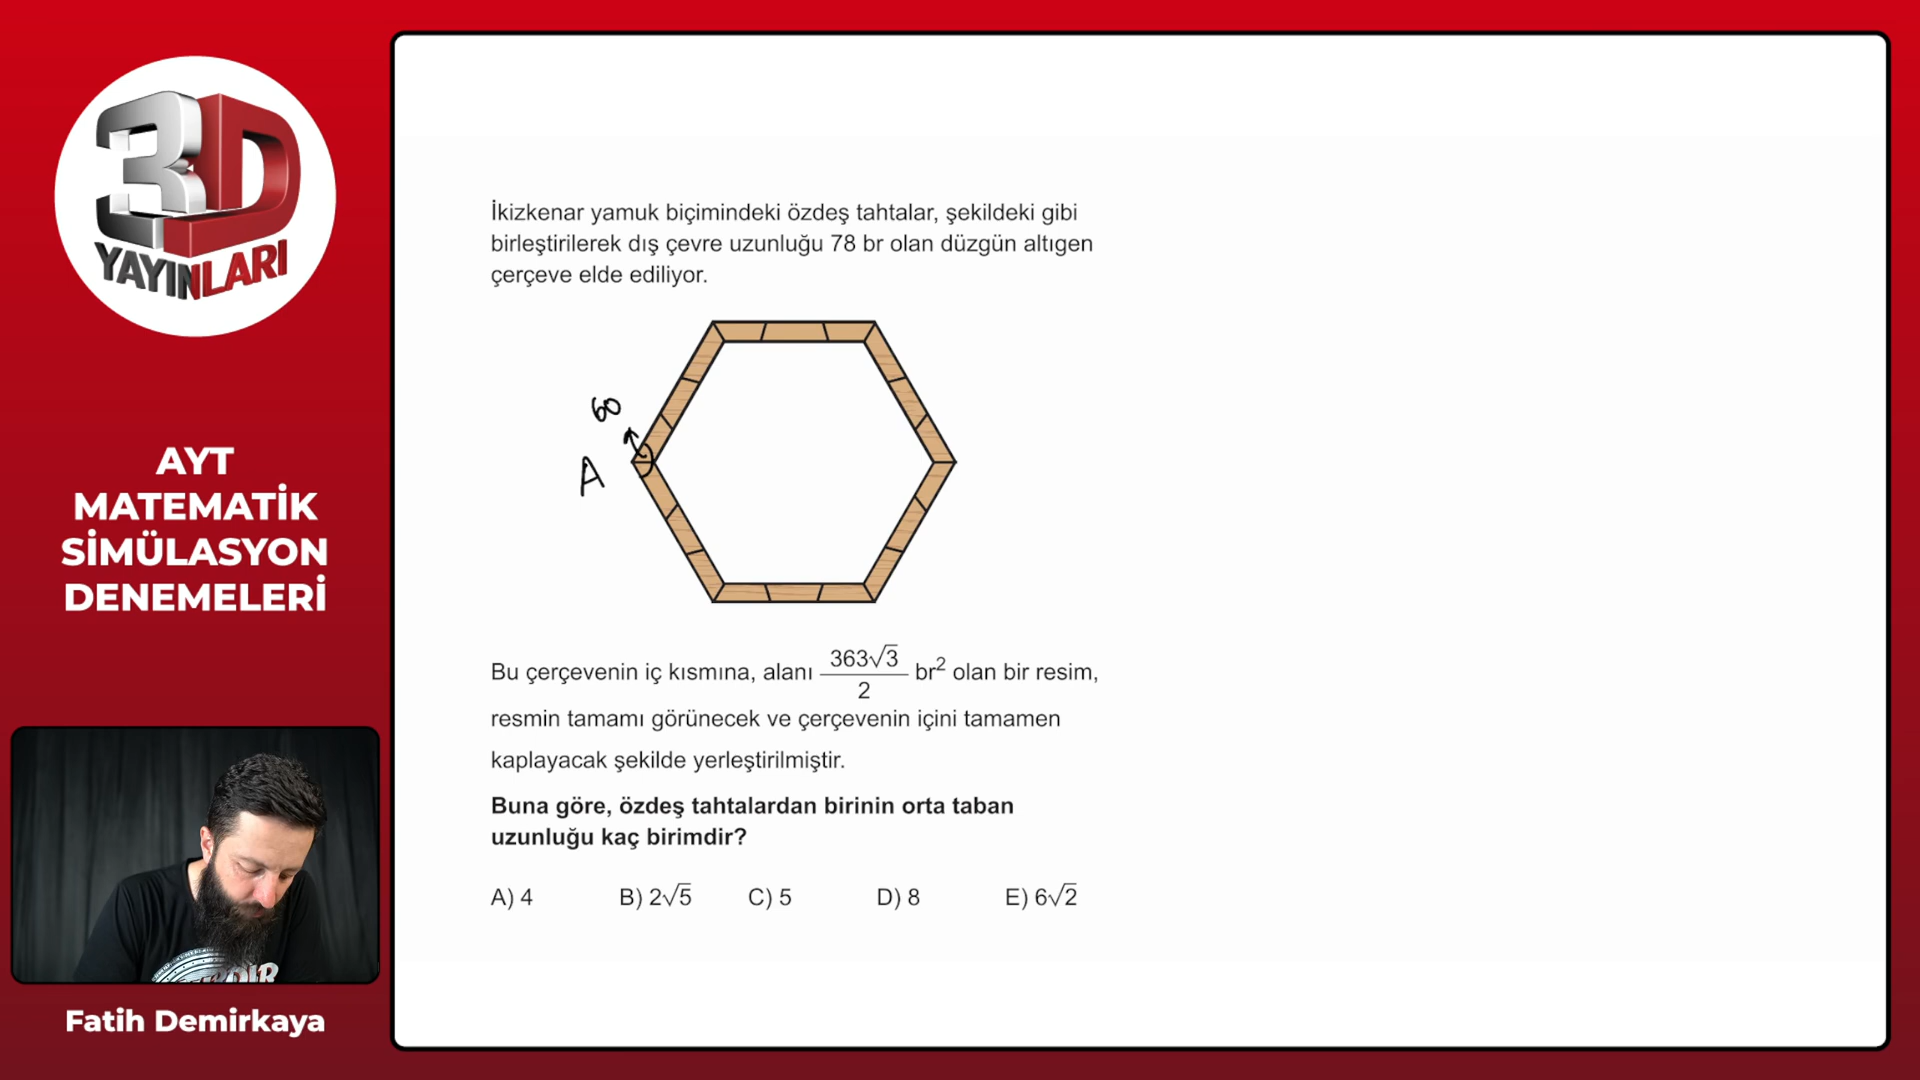 3D
YAYINLARI
AYT
MATEMATİK
SİMÜLASYON
DENEMELERİ
Fatih Demirkaya
İkizkenar yamuk biçimindeki özdeş tahtalar, şekildeki gibi
birleştirilerek dış çevre uzunluğu 78 br olan düzgün altıgen
çerçeve elde ediliyor.
60
A
Bu çerçevenin iç kısmına, alanı 363√3/2 br² olan bir resim,
resmin tamamı görünecek ve çerçevenin içini tamamen
kaplayacak şekilde yerleştirilmiştir.
Buna göre, özdeş tahtalardan birinin orta taban
uzunluğu kaç birimdir?
A) 4 B) 2√5 C) 5 D) 8 E) 6√2